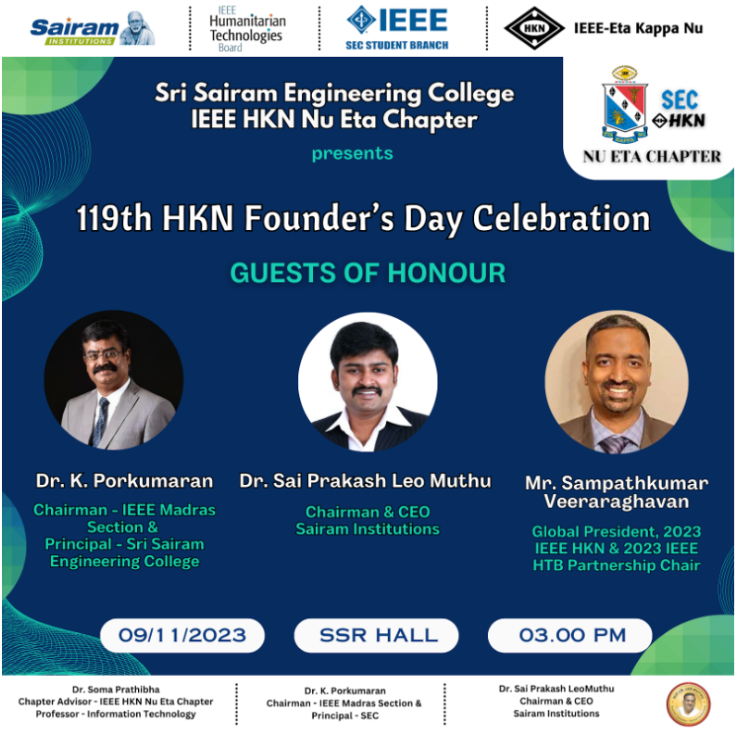 Sairam
INSTITUTIONS
IEEE
Humanitarian
Technologies
Board
IEEE
SEC STUDENT BRANCH
HKN
IEEE-Eta Kappa Nu
Sri Sairam Engineering College
IEEE HKN Nu Eta Chapter
presents
SEC
HKN
NU ETA CHAPTER
119th HKN Founder's Day Celebration
GUESTS OF HONOUR
Dr. K. Porkumaran
Chairman - IEEE Madras
Section &
Principal - Sri Sairam
Engineering College
Dr. Sai Prakash Leo Muthu
Chairman & CEO
Sairam Institutions
Mr. Sampathkumar
Veeraraghavan
Global President, 2023
IEEE HKN & 2023 IEEE
HTB Partnership Chair
09/11/2023
SSR HALL
03.00 PM
Dr. Soma Prathibha
Chapter Advisor - IEEE HKN Nu Eta Chapter
Professor - Information Technology
Dr. K. Porkumaran
Chairman - IEEE Madras Section &
Principal - SEC
Dr. Sai Prakash LeoMuthu
Chairman & CEO
Sairam Institutions